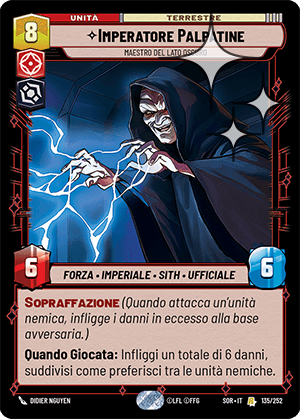 UNITÀ TERRESTRE
8
Imperatore Palpatine
MAESTRO DEL LATO OSCURO
6 6
FORZA • IMPERIALE • SITH • UFFICIALE
SOPRAFFAZIONE (Quando attacca un'unità
nemica, infligge i danni in eccesso alla base
avversaria.)
Quando Giocata: Infliggi un totale di 6 danni,
suddivisi come preferisci tra le unità nemiche.
DIDIER NGUYEN ©LFL ©FFG SOR • IT R 135/252